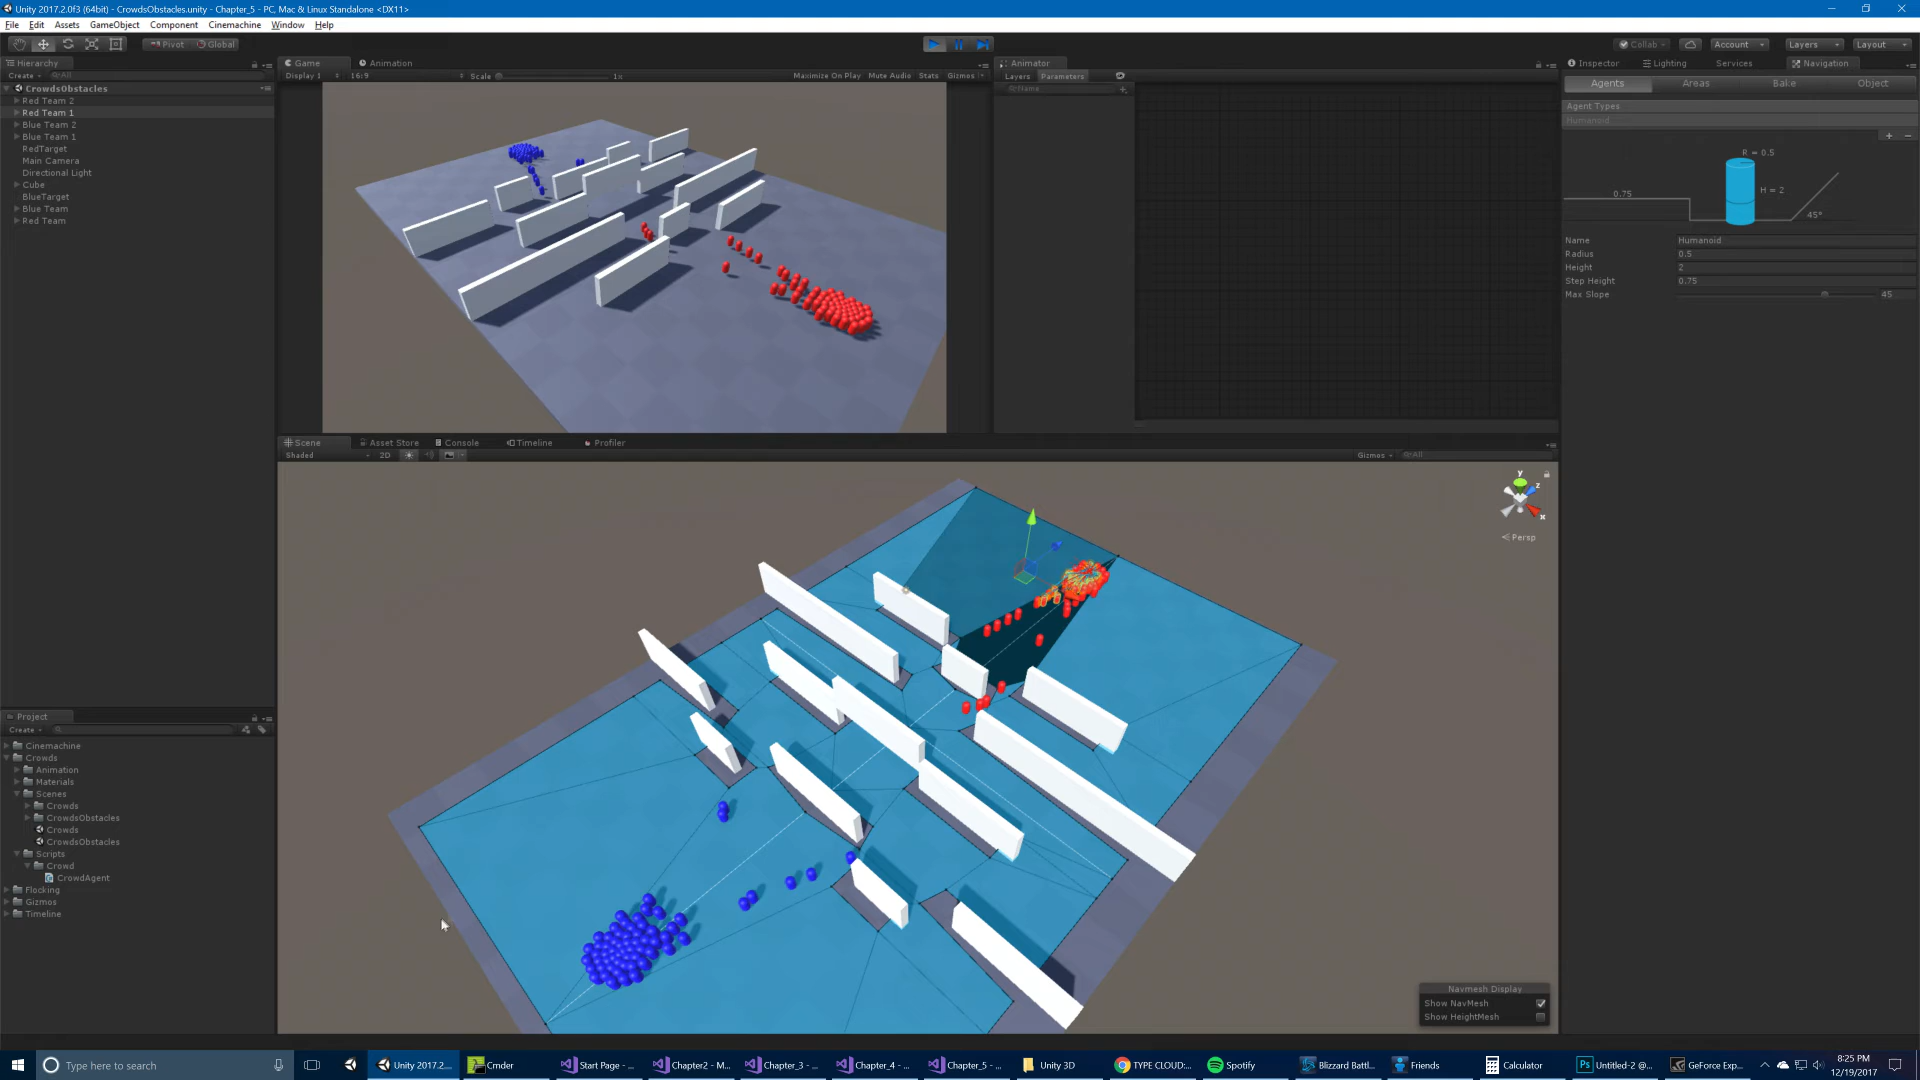 Unity 2017.2.0f3 (64bit) - CrowdsObstacles.unity - Chapter_5 - PC, Mac & Linux Standalone <DX11>
File Edit Assets GameObject Component Cinemachine Window Help
Pivot Global Collab Account Layers Layout
Hierarchy
Create All
CrowdsObstacles
Red Team 2
Red Team 1
Blue Team 2
Blue Team 1
RedTarget
Main Camera
Directional Light
Cube
BlueTarget
Blue Team
Red Team
Game Animation
Display 1 16:9 Scale 1x Maximize On Play Mute Audio Stats Gizmos
Animator
Layers Parameters
Name
Inspector Lighting Services Navigation
Agents Areas Bake Object
Agent Types
Humanoid
R = 0.5
0.75
H = 2
45°
Name Humanoid
Radius 0.5
Height 2
Step Height 0.75
Max Slope 45
Scene Asset Store Console Timeline Profiler
Shaded 2D Gizmos All
y
z
x
Persp
Navmesh Display
Show NavMesh
Show HeightMesh
Project
Create
Cinemachine
Crowds
Animation
Materials
Scenes
Crowds
CrowdsObstacles
Crowds
CrowdsObstacles
Scripts
Crowd
CrowdAgent
Flocking
Gizmos
Timeline
Type here to search
Unity 2017.2.... Cmder Start Page - ... Chapter2 - M... Chapter_3 - ... Chapter_4 - ... Chapter_5 - ... Unity 3D TYPE CLOUD:... Spotify Blizzard Battl... Friends Calculator Untitled-2 @... GeForce Exp...
8:25 PM
12/19/2017